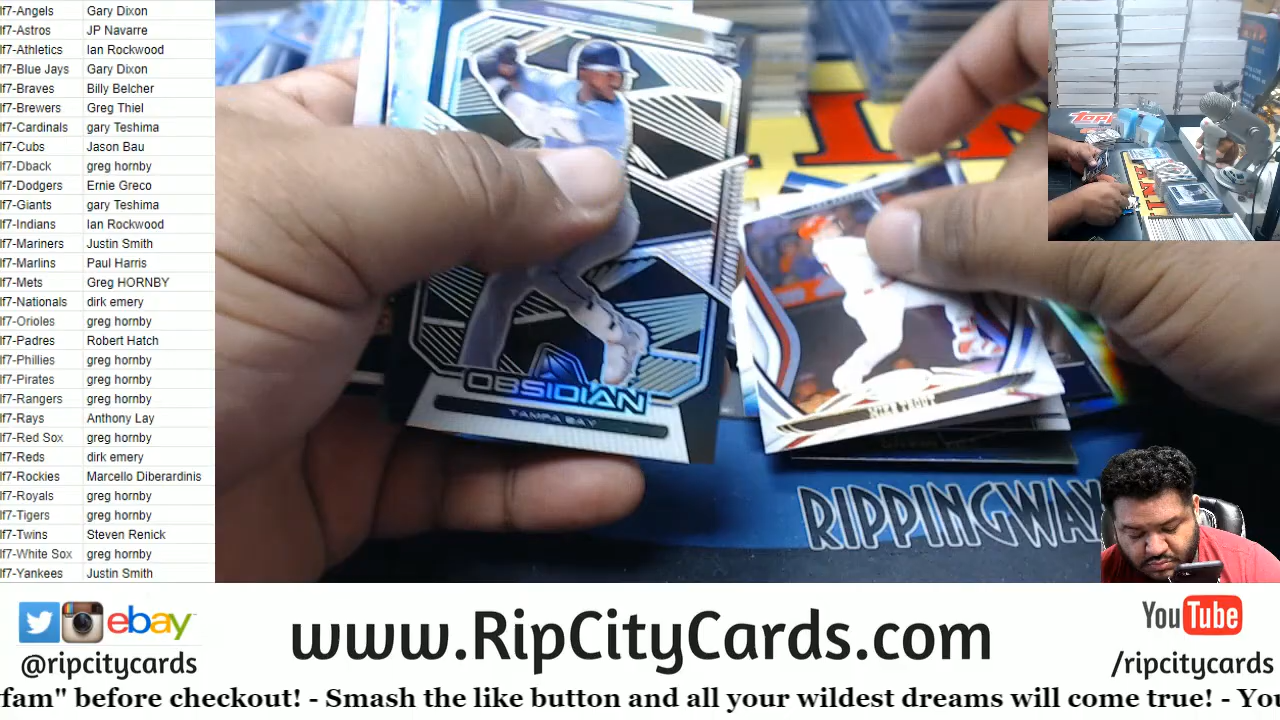 lf7-Angels Gary Dixon
lf7-Astros JP Navarre
lf7-Athletics Ian Rockwood
lf7-Blue Jays Gary Dixon
lf7-Braves Billy Belcher
lf7-Brewers Greg Thiel
lf7-Cardinals gary Teshima
lf7-Cubs Jason Bau
lf7-Dback greg hornby
lf7-Dodgers Ernie Greco
lf7-Giants gary Teshima
lf7-Indians Ian Rockwood
lf7-Mariners Justin Smith
lf7-Marlins Paul Harris
lf7-Mets Greg HORNBY
lf7-Nationals dirk emery
lf7-Orioles greg hornby
lf7-Padres Robert Hatch
lf7-Phillies greg hornby
lf7-Pirates greg hornby
lf7-Rangers greg hornby
lf7-Rays Anthony Lay
lf7-Red Sox greg hornby
lf7-Reds dirk emery
lf7-Rockies Marcello Diberardinis
lf7-Royals greg hornby
lf7-Tigers greg hornby
lf7-Twins Steven Renick
lf7-White Sox greg hornby
lf7-Yankees Justin Smith
OBSIDIAN
TAMPA BAY
MIKE TROUT
RIPPINGWAY
Topps
ebay
@ripcitycards
www.RipCityCards.com
YouTube
/ripcitycards
fam" before checkout! - Smash the like button and all your wildest dreams will come true! - You